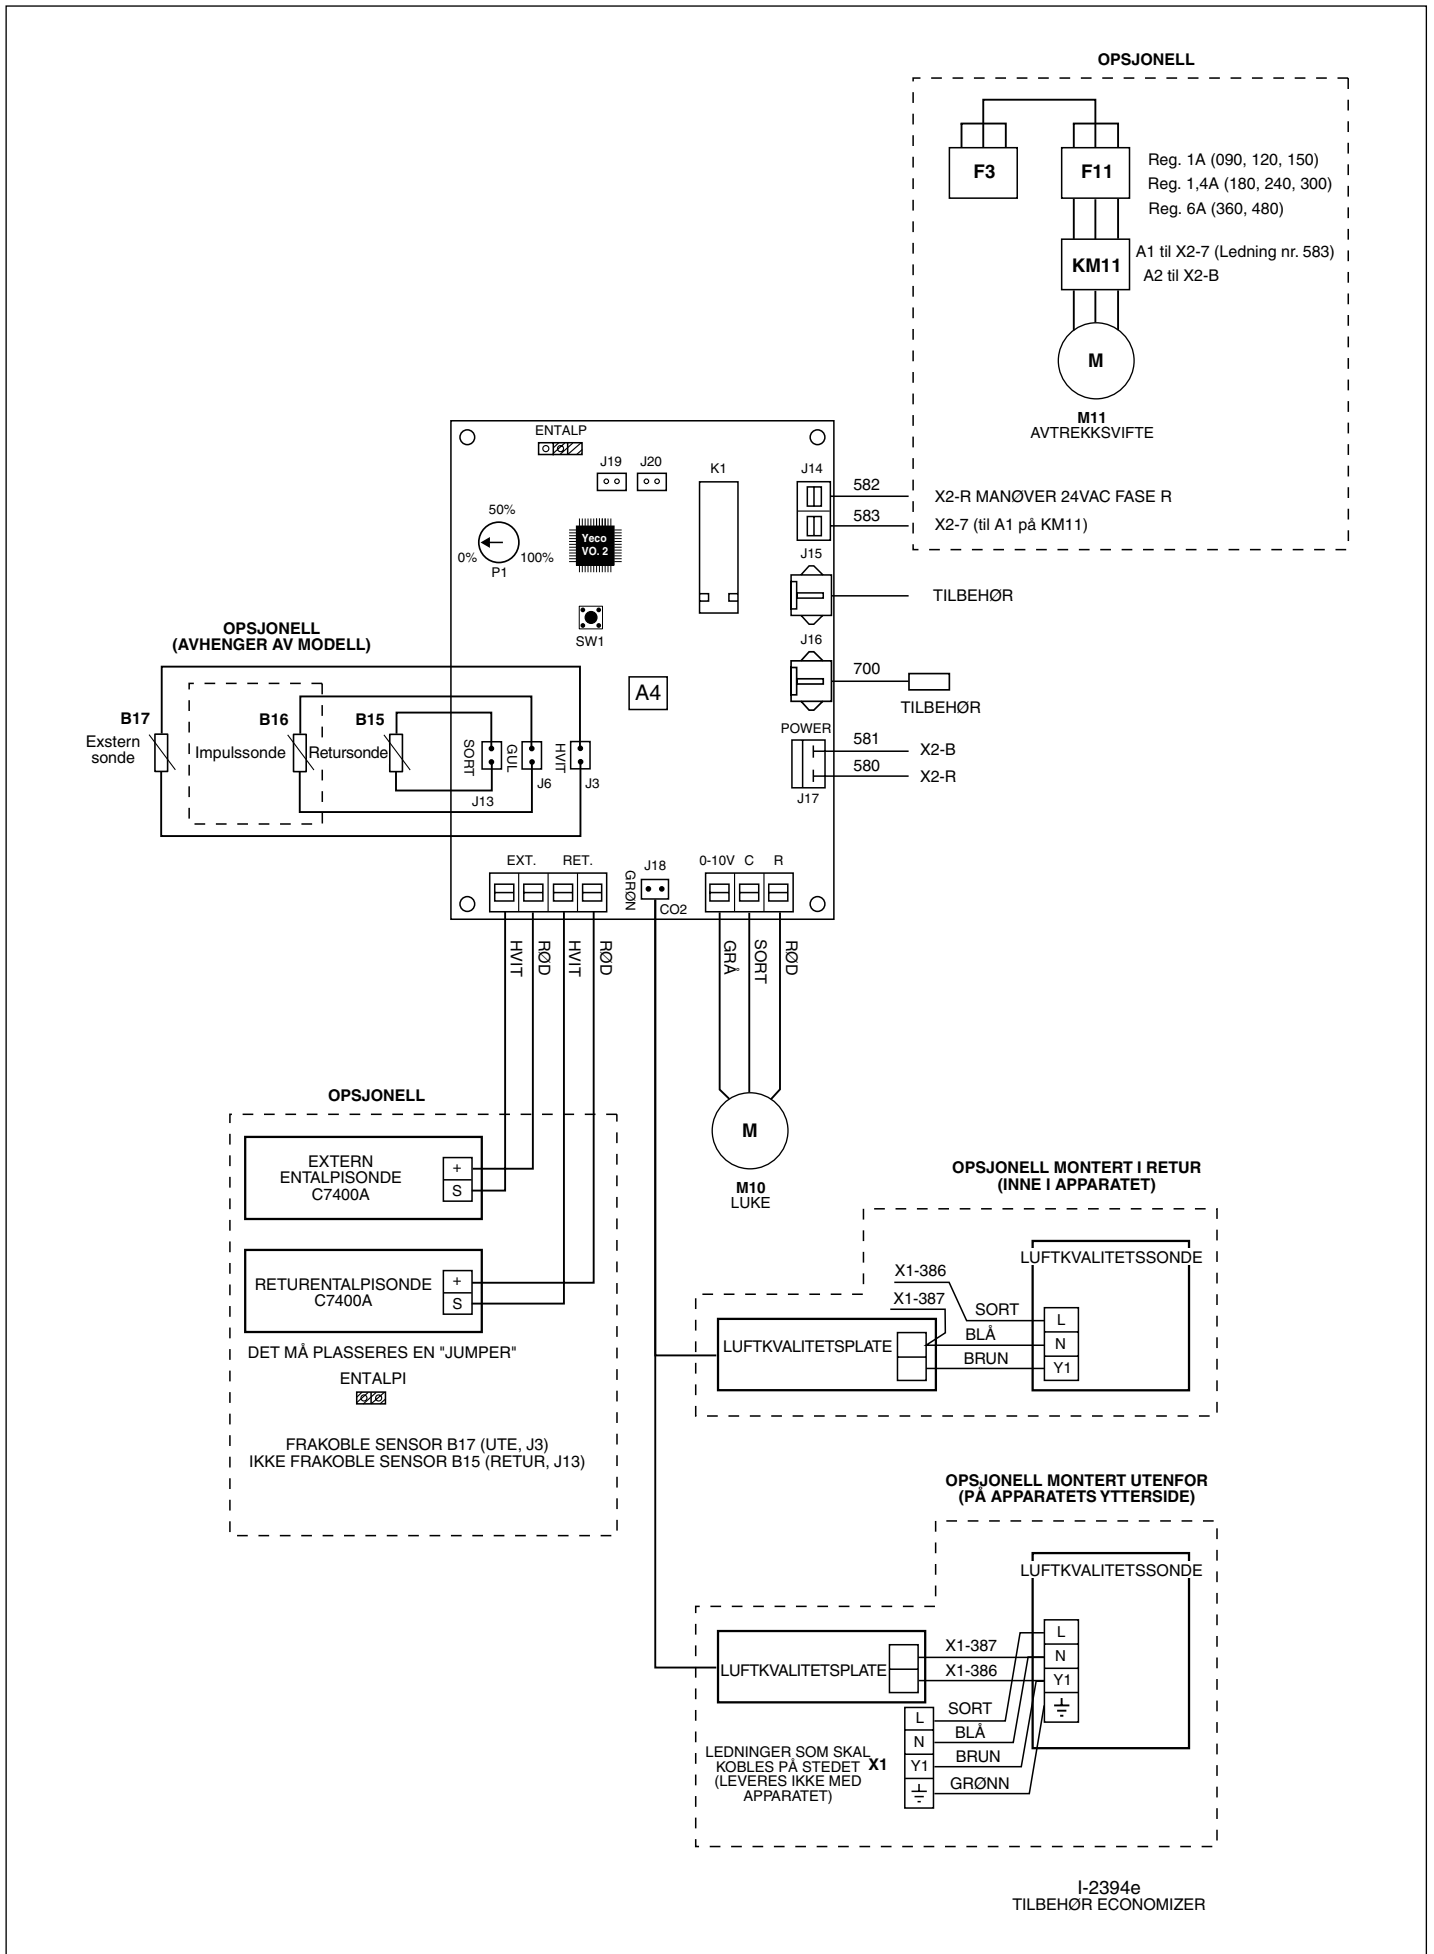 OPSJONELL
F3
F11
Reg. 1A (090, 120, 150)
Reg. 1,4A (180, 240, 300)
Reg. 6A (360, 480)
KM11
A1 til X2-7 (Ledning nr. 583)
A2 til X2-B
M
M11
AVTREKKSVIFTE
ENTALP
J19
J20
K1
J14
582
X2-R MANØVER 24VAC FASE R
583
X2-7 (til A1 på KM11)
50%
0%
100%
P1
Yeco
VO. 2
J15
TILBEHØR
SW1
OPSJONELL
(AVHENGER AV MODELL)
J16
700
TILBEHØR
A4
B17
Exstern
sonde
B16
Impulssonde
B15
Retursonde
SORT
GUL
HVIT
J13
J6
J3
POWER
581
X2-B
580
X2-R
J17
EXT.
RET.
GRØN
J18
CO2
0-10V
C
R
HVIT
RØD
HVIT
RØD
GRÅ
SORT
RØD
M
M10
LUKE
OPSJONELL
EXTERN
ENTALPISONDE
C7400A
+
S
RETURENTALPISONDE
C7400A
+
S
DET MÅ PLASSERES EN "JUMPER"
ENTALPI
FRAKOBLE SENSOR B17 (UTE, J3)
IKKE FRAKOBLE SENSOR B15 (RETUR, J13)
OPSJONELL MONTERT I RETUR
(INNE I APPARATET)
LUFTKVALITETSSONDE
X1-386
X1-387
SORT
BLÅ
BRUN
L
N
Y1
LUFTKVALITETSPLATE
OPSJONELL MONTERT UTENFOR
(PÅ APPARATETS YTTERSIDE)
LUFTKVALITETSSONDE
LUFTKVALITETSPLATE
X1-387
X1-386
L
N
Y1
LEDNINGER SOM SKAL
KOBLES PÅ STEDET
(LEVERES IKKE MED
APPARATET)
X1
L
N
Y1
SORT
BLÅ
BRUN
GRØNN
I-2394e
TILBEHØR ECONOMIZER